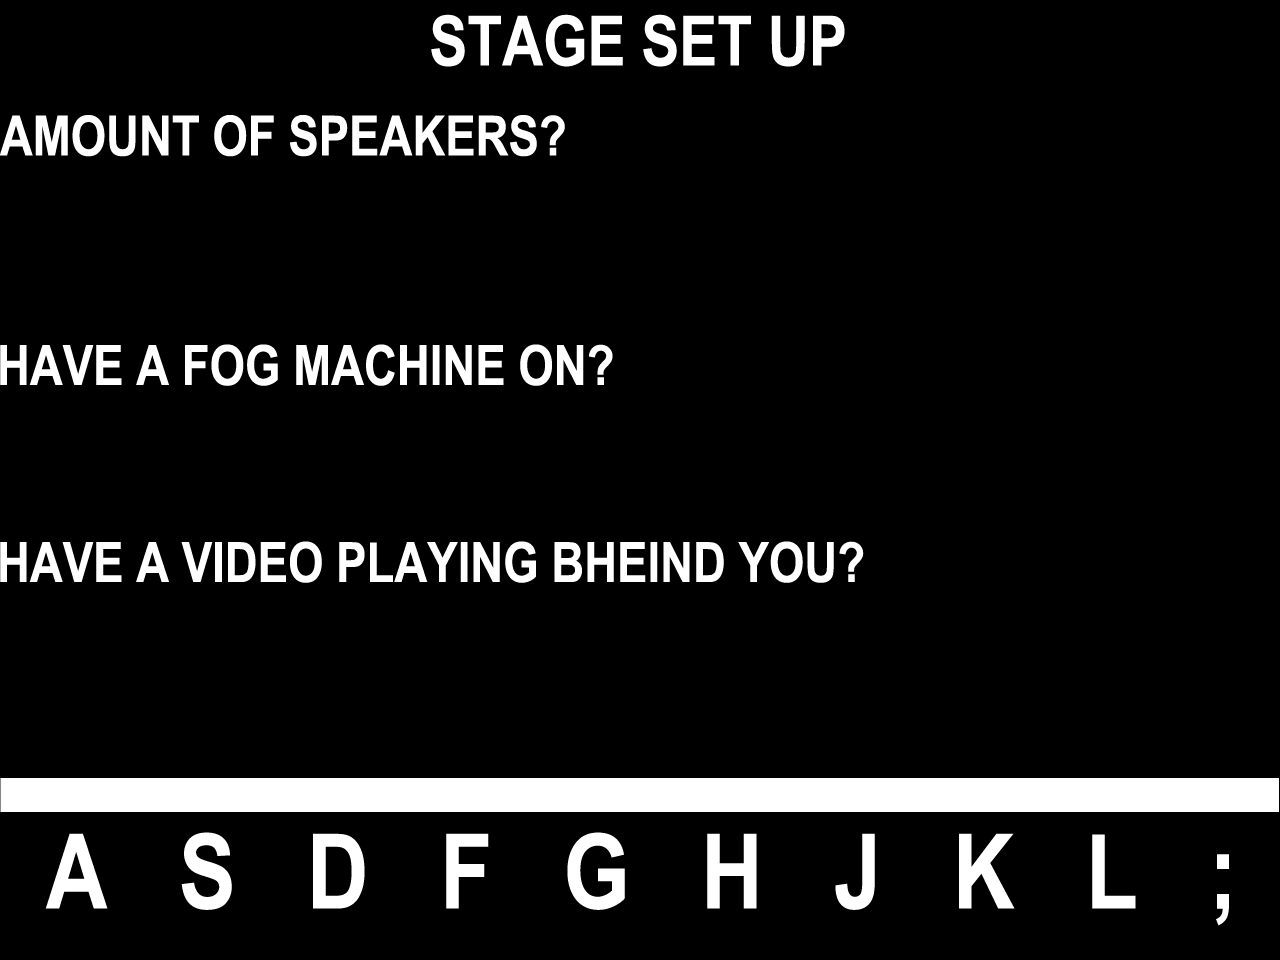 STAGE SET UP
AMOUNT OF SPEAKERS?
HAVE A FOG MACHINE ON?
HAVE A VIDEO PLAYING BHEIND YOU?
A S D F G H J K L ;